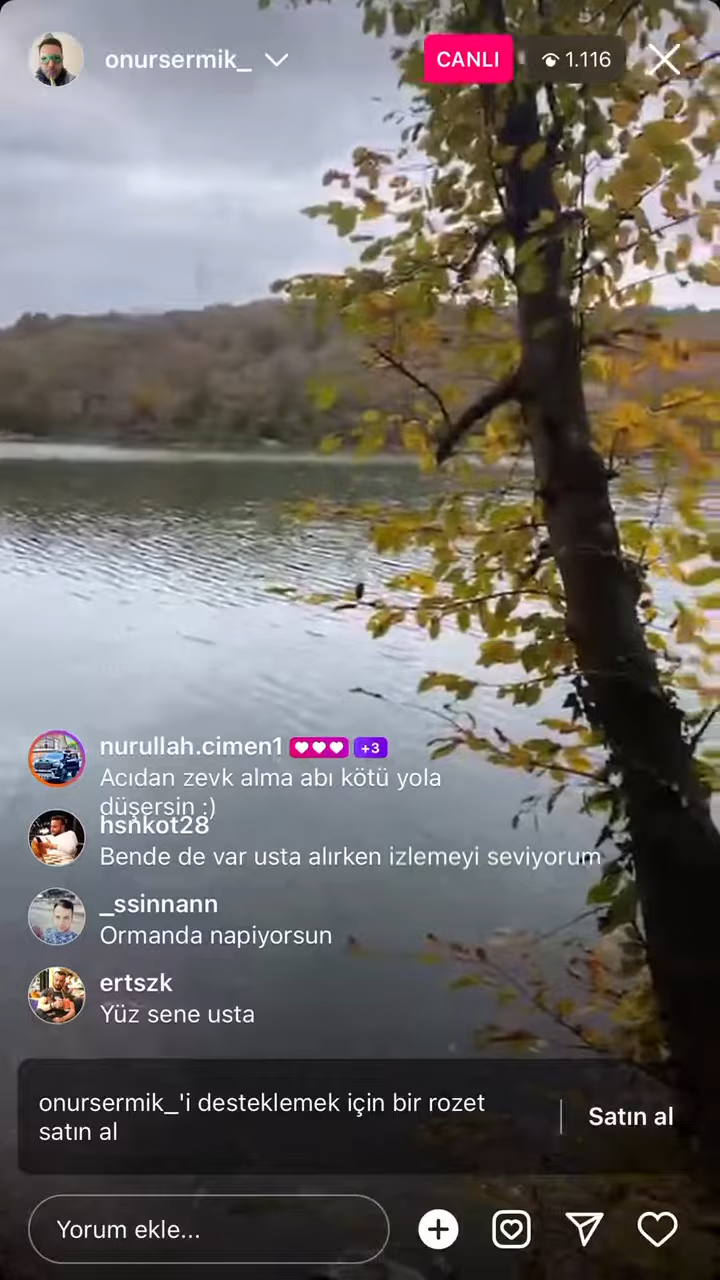 onursermik_
CANLI
1.116
nurullah.cimen1
+3
Acıdan zevk alma abı kötü yola
düşersin :)
hsnkot28
Bende de var usta alırken izlemeyi seviyorum
_ssinnann
Ormanda napiyorsun
ertszk
Yüz sene usta
onursermik_'i desteklemek için bir rozet
satın al
Satın al
Yorum ekle...